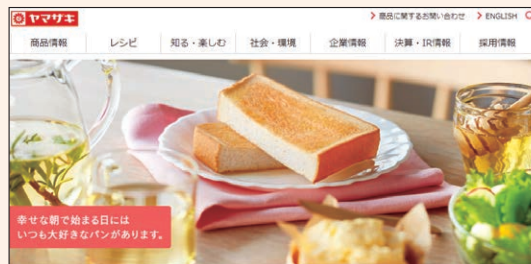 ヤマザキ
商品に関するお問い合わせ ENGLISH
商品情報 レシピ 知る・楽しむ 社会・環境 企業情報 決算・IR情報 採用情報
幸せな朝で始まる日には
いつも大好きなパンがあります。